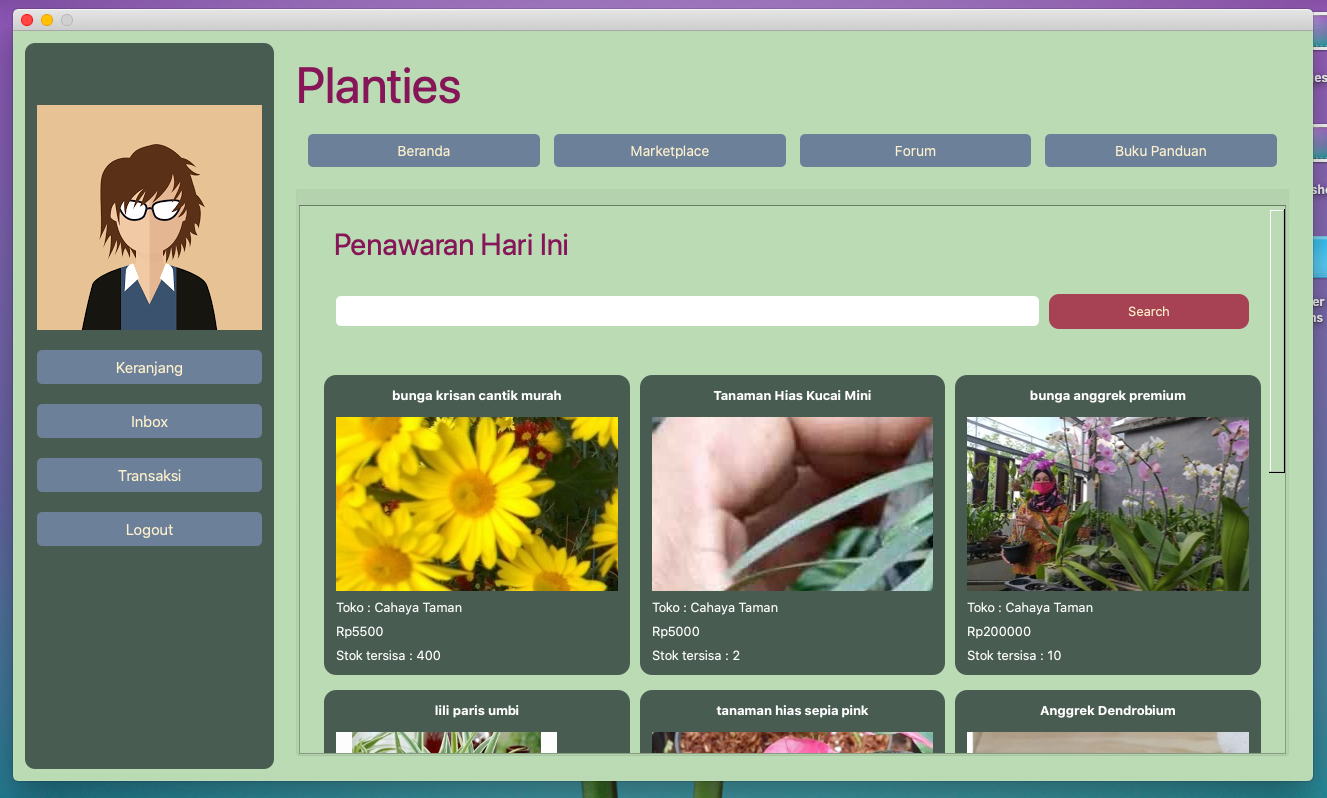 Planties
Beranda
Marketplace
Forum
Buku Panduan
Keranjang
Inbox
Transaksi
Logout
Penawaran Hari Ini
Search
bunga krisan cantik murah
Toko : Cahaya Taman
Rp5500
Stok tersisa : 400
Tanaman Hias Kucai Mini
Toko : Cahaya Taman
Rp5000
Stok tersisa : 2
bunga anggrek premium
Toko : Cahaya Taman
Rp200000
Stok tersisa : 10
lili paris umbi
tanaman hias sepia pink
Anggrek Dendrobium